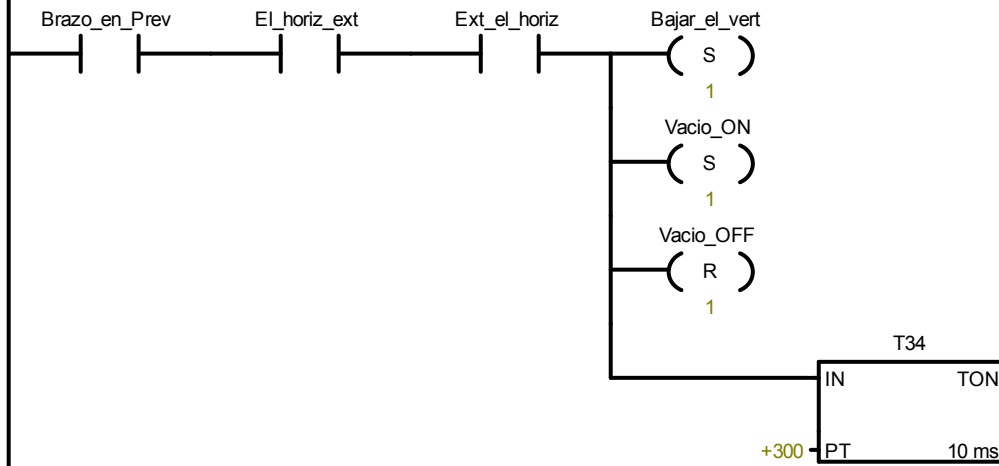 Brazo_en_Prev El_horiz_ext Ext_el_horiz Bajar_el_vert
S
1
Vacio_ON
S
1
Vacio_OFF
R
1
T34
IN TON
+300 PT 10 ms